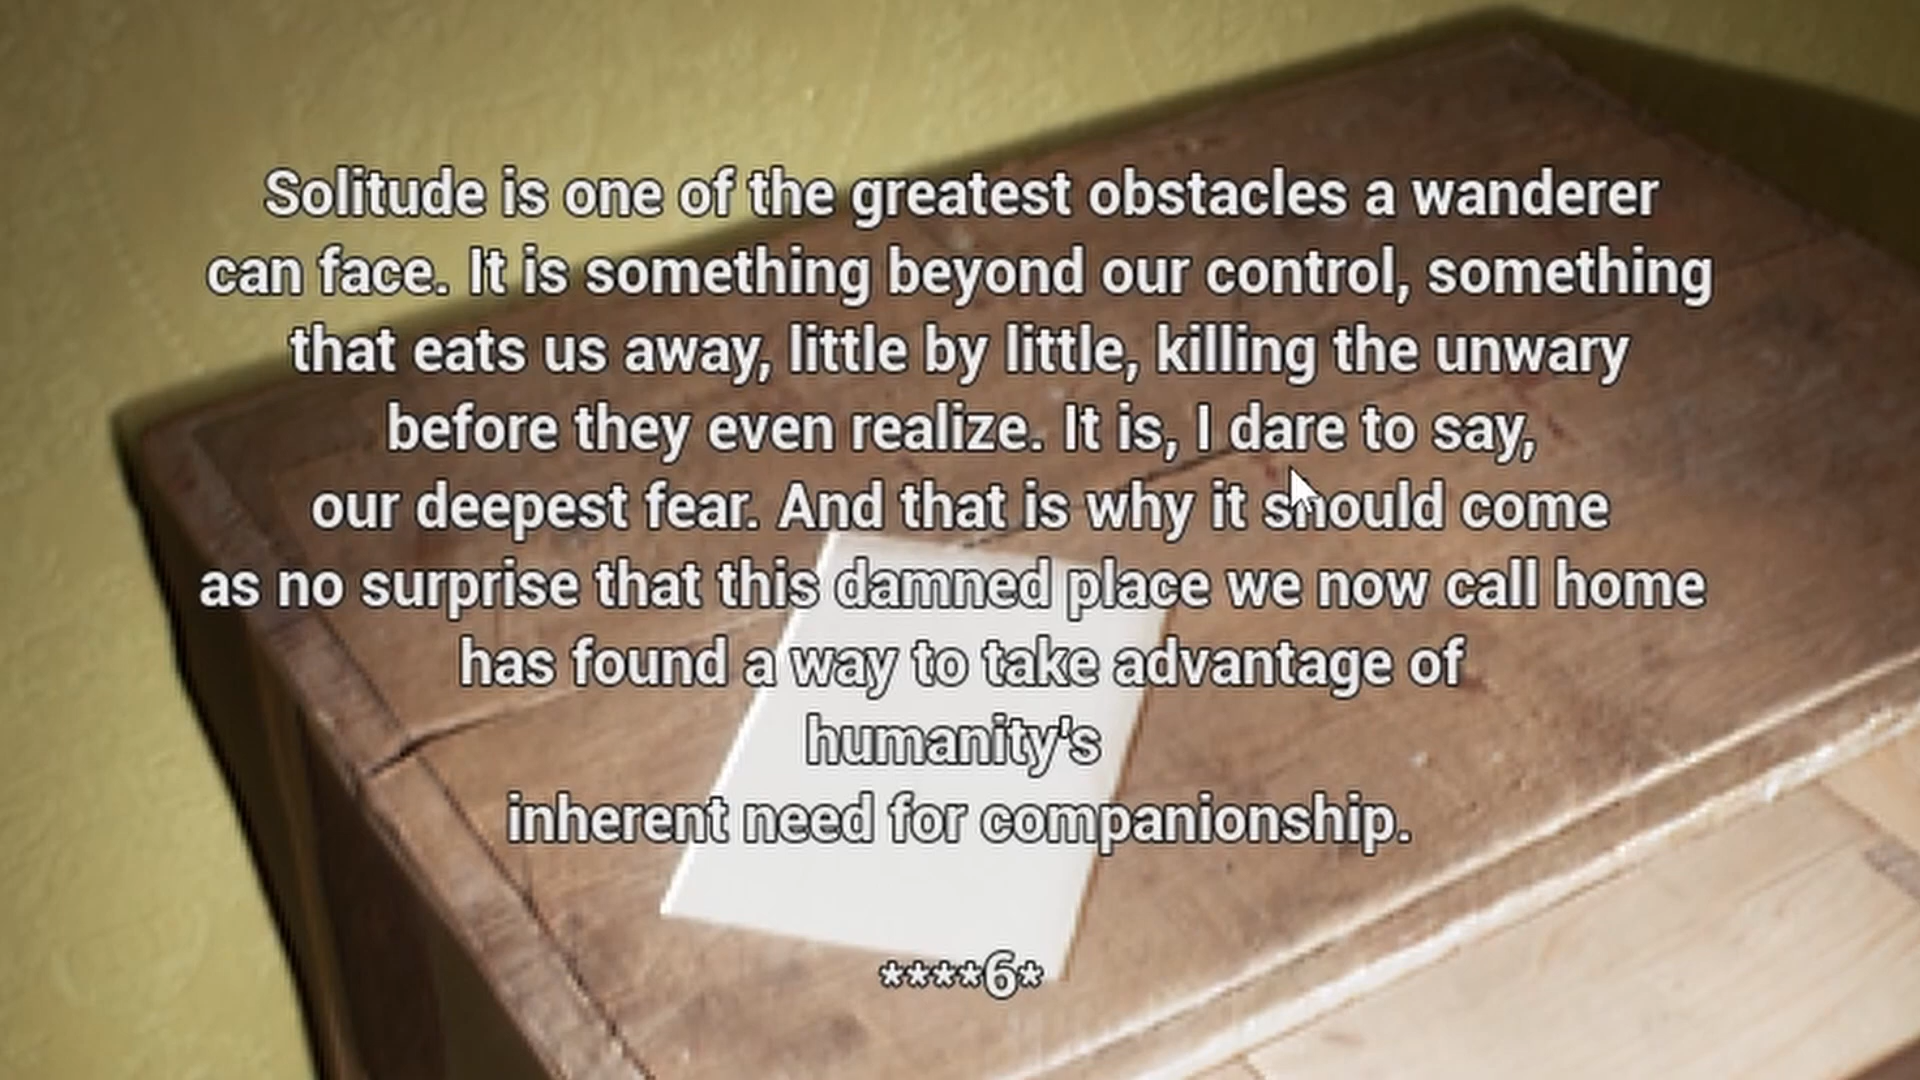 Solitude is one of the greatest obstacles a wanderer
can face. It is something beyond our control, something
that eats us away, little by little, killing the unwary
before they even realize. It is, I dare to say,
our deepest fear. And that is why it should come
as no surprise that this damned place we now call home
has found a way to take advantage of
humanity's
inherent need for companionship.
****6*